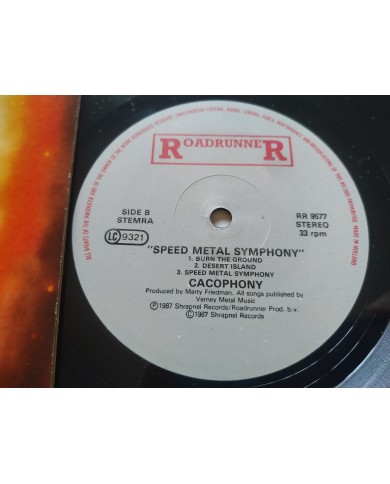 ROADRUNNER
SIDE B
STEMRA
LC 9321
RR 9577
STEREO
33 rpm
"SPEED METAL SYMPHONY"
1. BURN THE GROUND
2. DESERT ISLAND
3. SPEED METAL SYMPHONY
CACOPHONY
Produced by Marty Friedman. All songs published by
Varney Metal Music
Ⓟ1987 Shrapnel Records/Roadrunner Prod. b.v.
©1987 Shrapnel Records